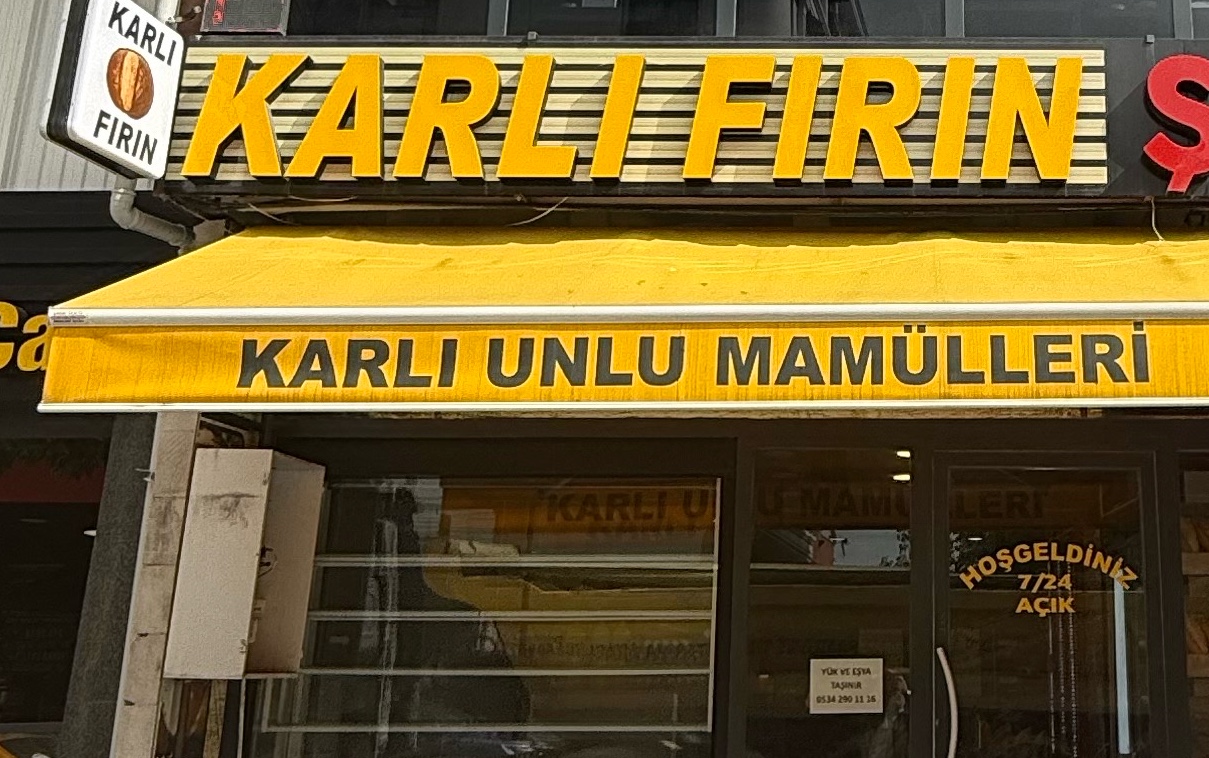 KARLI
FIRIN
KARLI FIRIN
Ş
Ca
KARLI UNLU MAMÜLLERİ
HOŞGELDİNİZ
7/24
AÇIK
YÜK VE EŞYA
TAŞINIR
0534 290 11 16